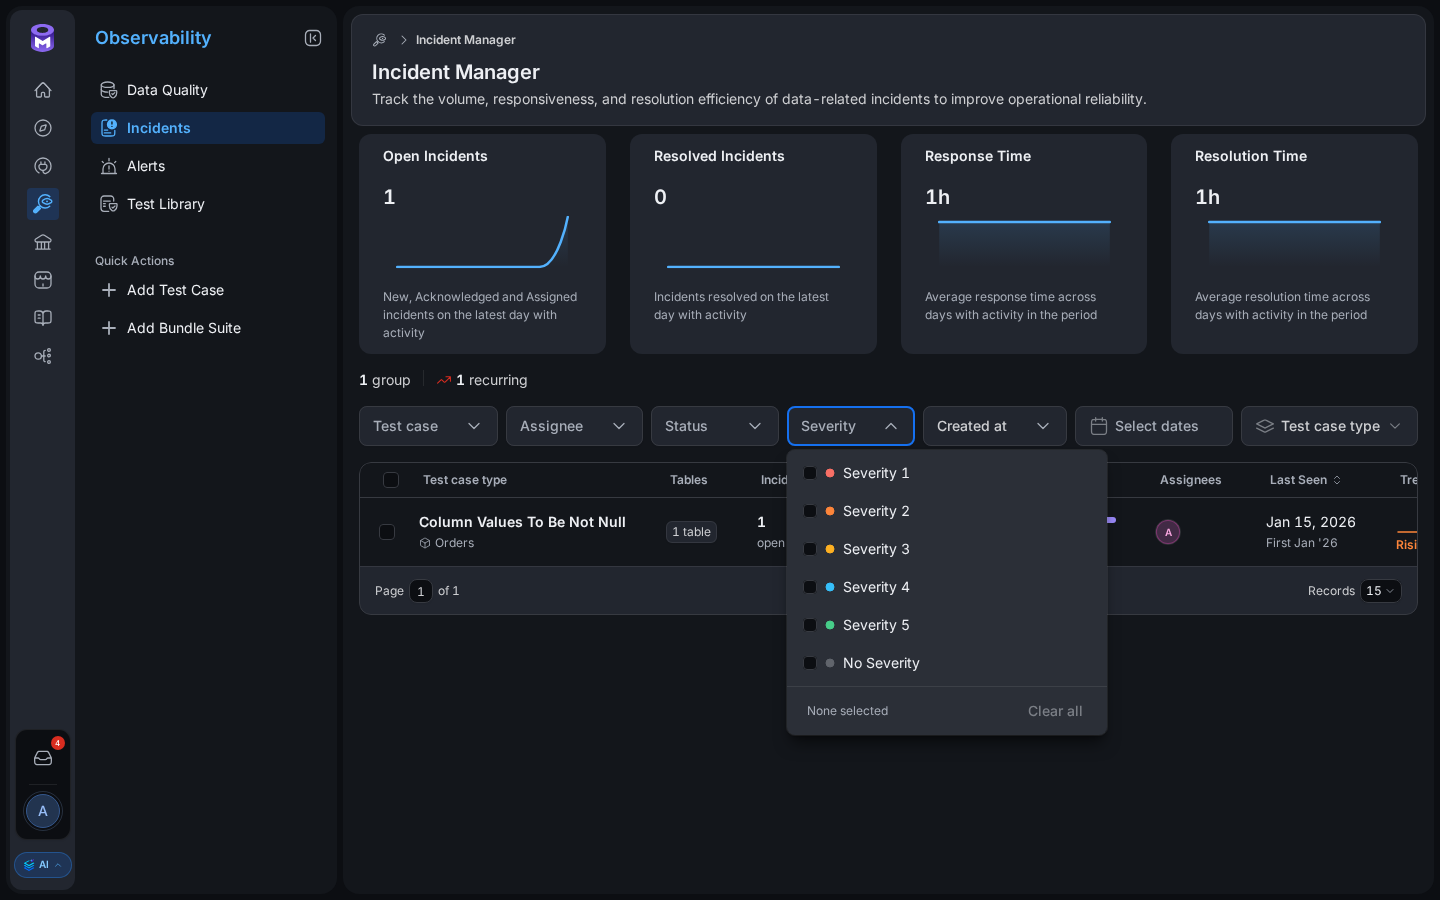 Observability
Data Quality
Incidents
Alerts
Test Library
Quick Actions
Add Test Case
Add Bundle Suite
4
A
AI
Incident Manager
Incident Manager
Track the volume, responsiveness, and resolution efficiency of data-related incidents to improve operational reliability.
Open Incidents
1
New, Acknowledged and Assigned
incidents on the latest day with
activity
Resolved Incidents
0
Incidents resolved on the latest
day with activity
Response Time
1h
Average response time across
days with activity in the period
Resolution Time
1h
Average resolution time across
days with activity in the period
1 group 1 recurring
Test case Assignee Status Severity Created at Select dates Test case type
Severity 1
Severity 2
Severity 3
Severity 4
Severity 5
No Severity
None selected Clear all
Test case type Tables Incid Assignees Last Seen Tre
Column Values To Be Not Null 1 table 1 A Jan 15, 2026
Orders open First Jan '26 Risi
Page 1 of 1 Records 15